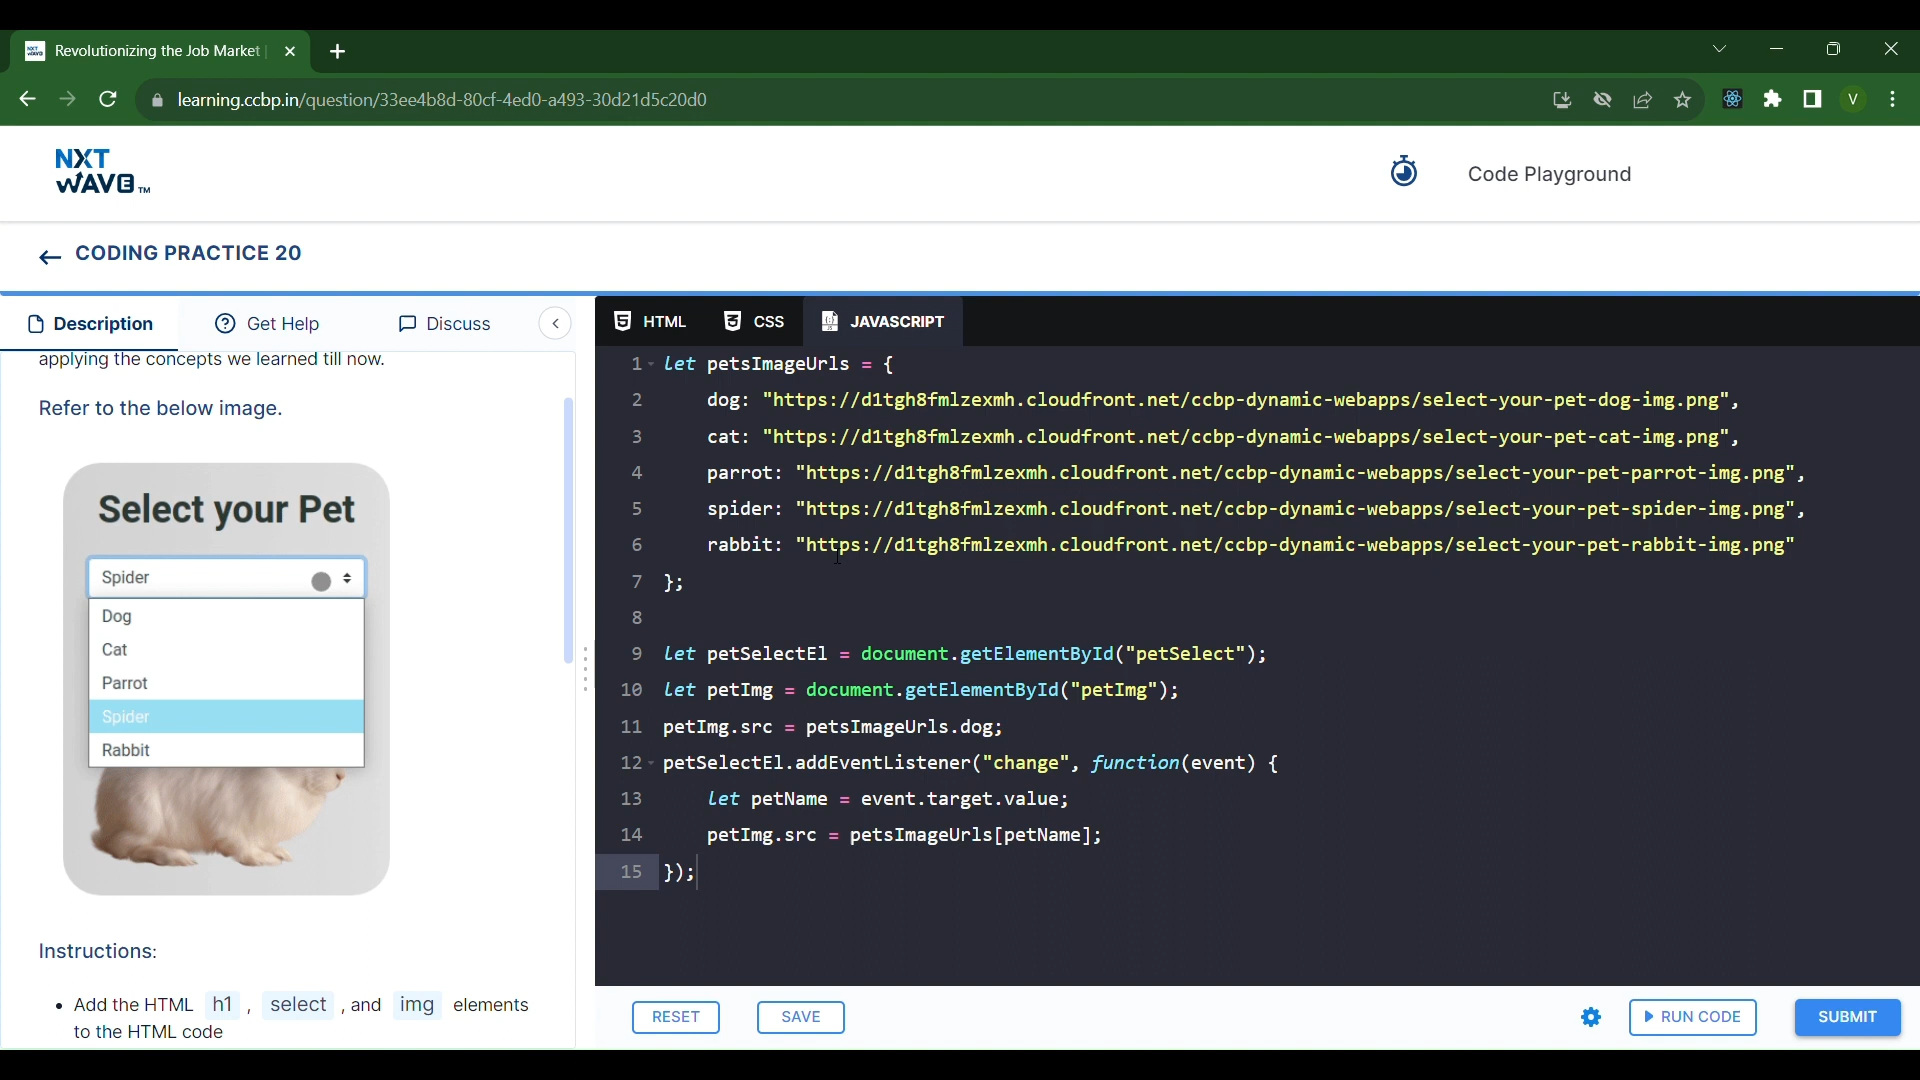 Revolutionizing the Job Market
learning.ccbp.in/question/33ee4b8d-80cf-4ed0-a493-30d21d5c20d0
V
NXT
WAVE TM
Code Playground
CODING PRACTICE 20
Description
Get Help
Discuss
applying the concepts we learned till now.
Refer to the below image.
Select your Pet
Spider
Dog
Cat
Parrot
Spider
Rabbit
Instructions:
• Add the HTML h1 , select , and img elements
to the HTML code
HTML
CSS
JAVASCRIPT
1 let petsImageUrls = {
2 dog: "https://d1tgh8fmlzexmh.cloudfront.net/ccbp-dynamic-webapps/select-your-pet-dog-img.png",
3 cat: "https://d1tgh8fmlzexmh.cloudfront.net/ccbp-dynamic-webapps/select-your-pet-cat-img.png",
4 parrot: "https://d1tgh8fmlzexmh.cloudfront.net/ccbp-dynamic-webapps/select-your-pet-parrot-img.png",
5 spider: "https://d1tgh8fmlzexmh.cloudfront.net/ccbp-dynamic-webapps/select-your-pet-spider-img.png",
6 rabbit: "https://d1tgh8fmlzexmh.cloudfront.net/ccbp-dynamic-webapps/select-your-pet-rabbit-img.png"
7 };
8
9 let petSelectEl = document.getElementById("petSelect");
10 let petImg = document.getElementById("petImg");
11 petImg.src = petsImageUrls.dog;
12 petSelectEl.addEventListener("change", function(event) {
13 let petName = event.target.value;
14 petImg.src = petsImageUrls[petName];
15 });
RESET
SAVE
RUN CODE
SUBMIT